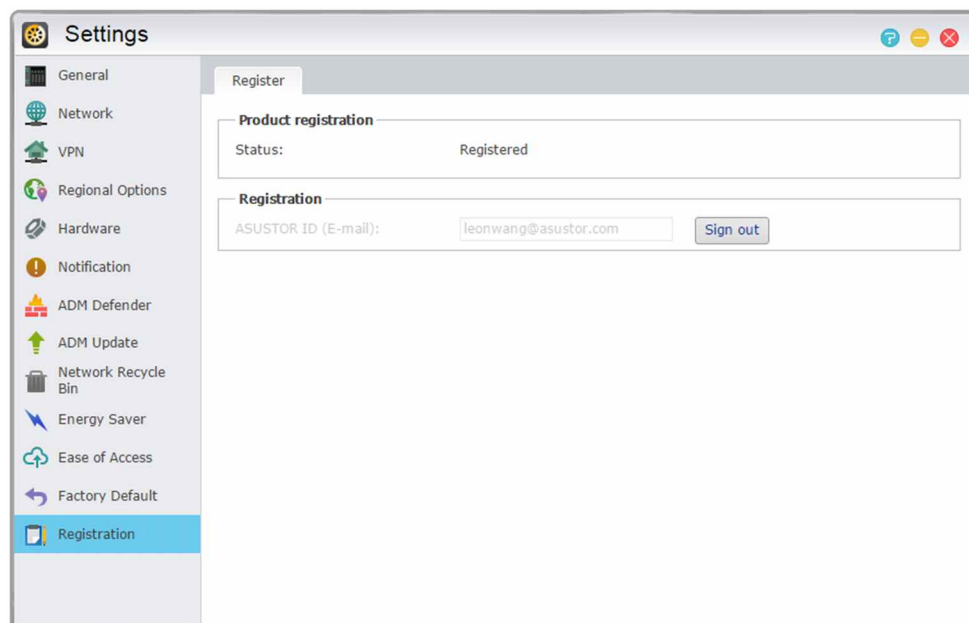 Settings
General
Network
VPN
Regional Options
Hardware
Notification
ADM Defender
ADM Update
Network Recycle
Bin
Energy Saver
Ease of Access
Factory Default
Registration
Register
Product registration
Status: Registered
Registration
ASUSTOR ID (E-mail): leonwang@asustor.com Sign out